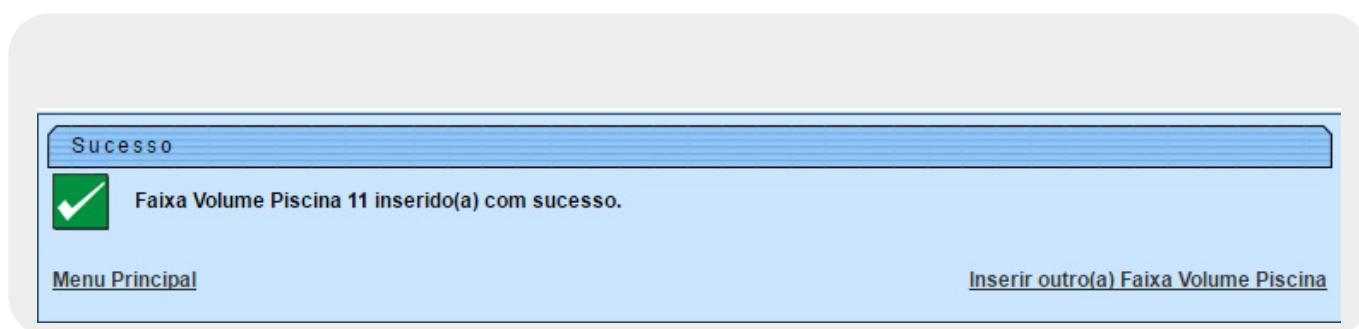 Sucesso
Faixa Volume Piscina 11 inserido(a) com sucesso.
Menu Principal
Inserir outro(a) Faixa Volume Piscina